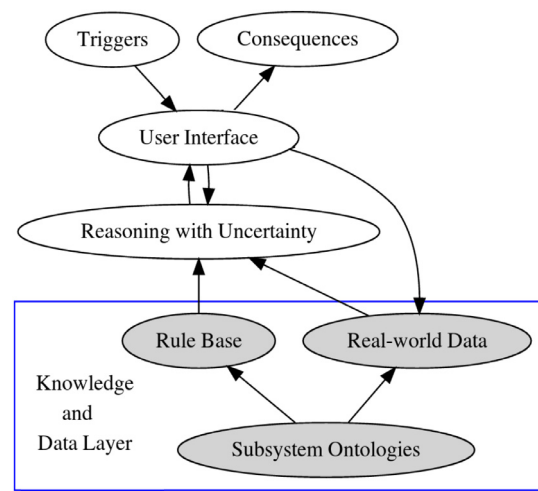 Triggers
Consequences
User Interface
Reasoning with Uncertainty
Rule Base
Real-world Data
Knowledge
and
Data Layer
Subsystem Ontologies